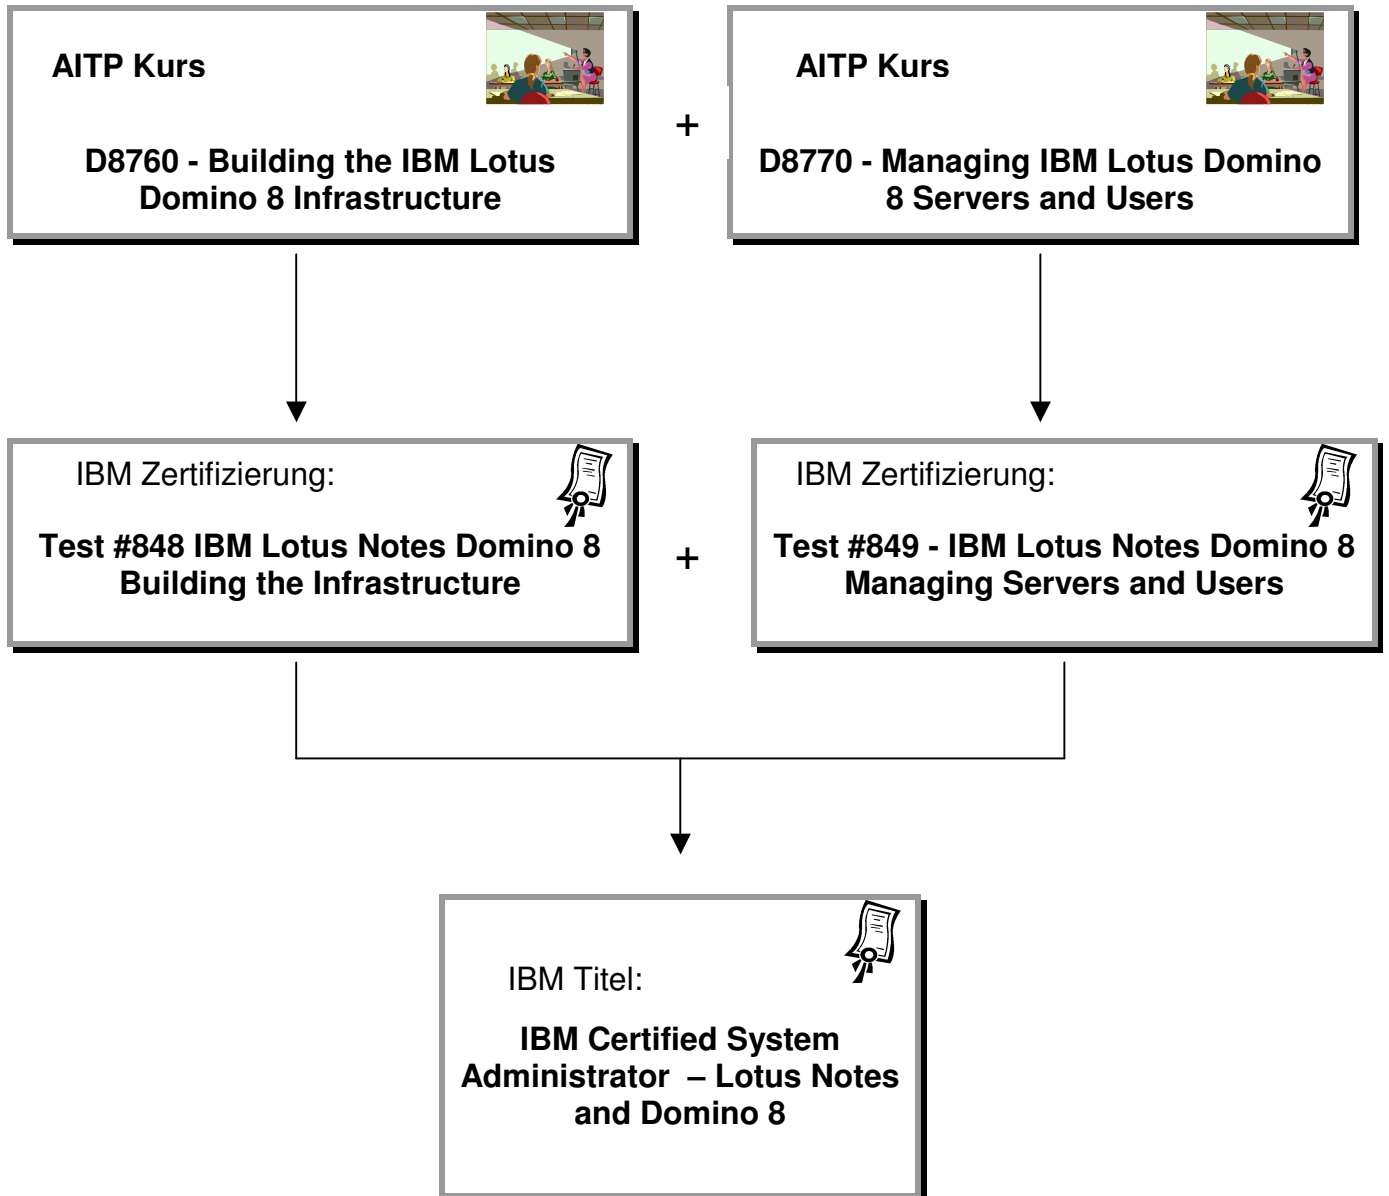 AITP Kurs
D8760 - Building the IBM Lotus
Domino 8 Infrastructure
+
AITP Kurs
D8770 - Managing IBM Lotus Domino
8 Servers and Users
IBM Zertifizierung:
Test #848 IBM Lotus Notes Domino 8
Building the Infrastructure
+
IBM Zertifizierung:
Test #849 - IBM Lotus Notes Domino 8
Managing Servers and Users
IBM Titel:
IBM Certified System
Administrator – Lotus Notes
and Domino 8